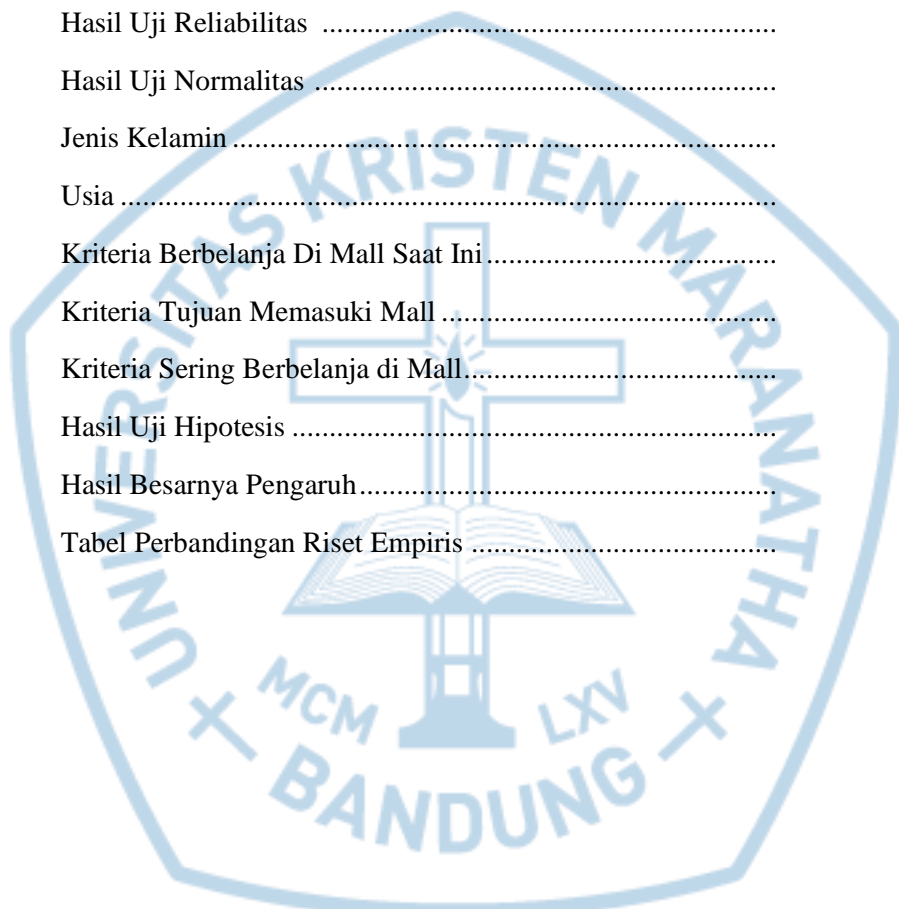 Hasil Uji Reliabilitas ................................................................
Hasil Uji Normalitas .................................................................
Jenis Kelamin ............................................................................
Usia ............................................................................................
Kriteria Berbelanja Di Mall Saat Ini .........................................
Kriteria Tujuan Memasuki Mall ................................................
Kriteria Sering Berbelanja di Mall.............................................
Hasil Uji Hipotesis ....................................................................
Hasil Besarnya Pengaruh...........................................................
Tabel Perbandingan Riset Empiris ............................................
UNIVERSITAS KRISTEN MARANATHA
MCM LXV
BANDUNG